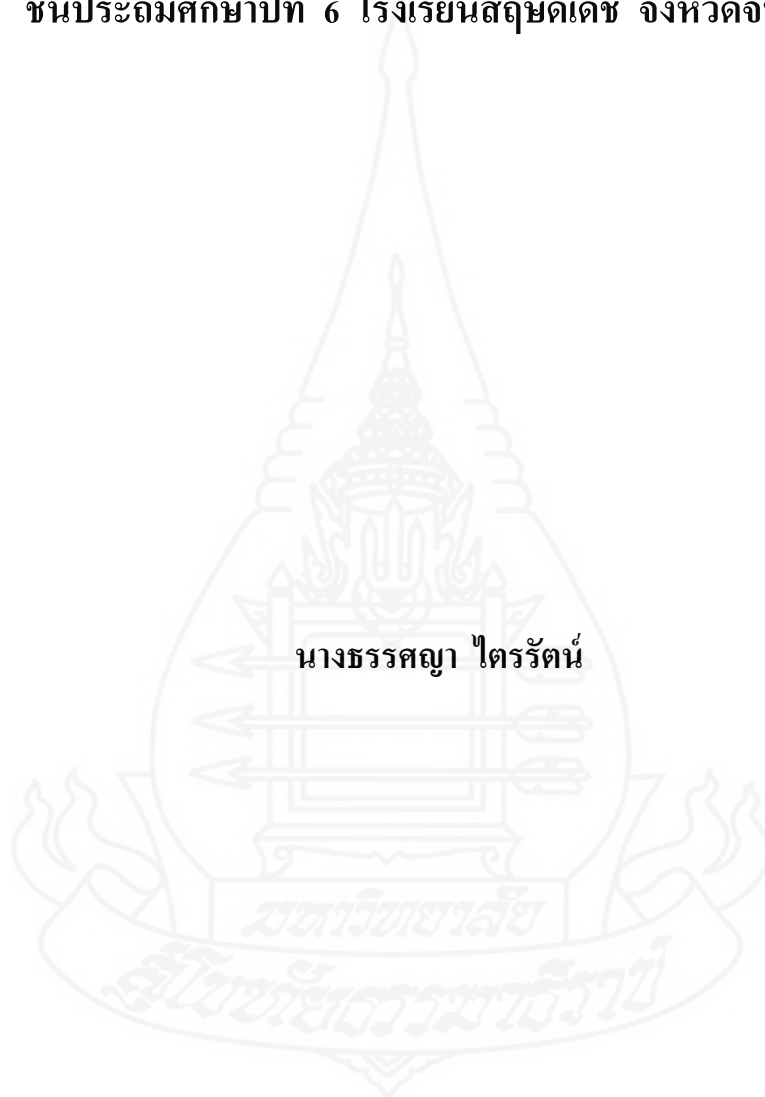 ชั้นประถมศึกษาปีที่ 6 โรงเรียนสฤษดิเดช จังหวัด
นางธรรศญา ไตรรัตน์
มหาวิทยาลัย
สุโขทัยธรรมาธิราช